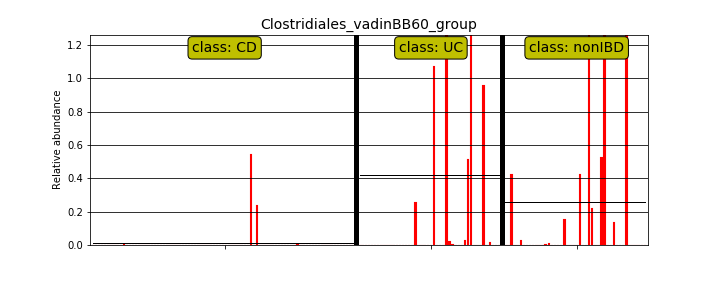 Clostridiales_vadinBB60_group
class: CD
class: UC
class: nonIBD
Relative abundance
1.2
1.0
0.8
0.6
0.4
0.2
0.0